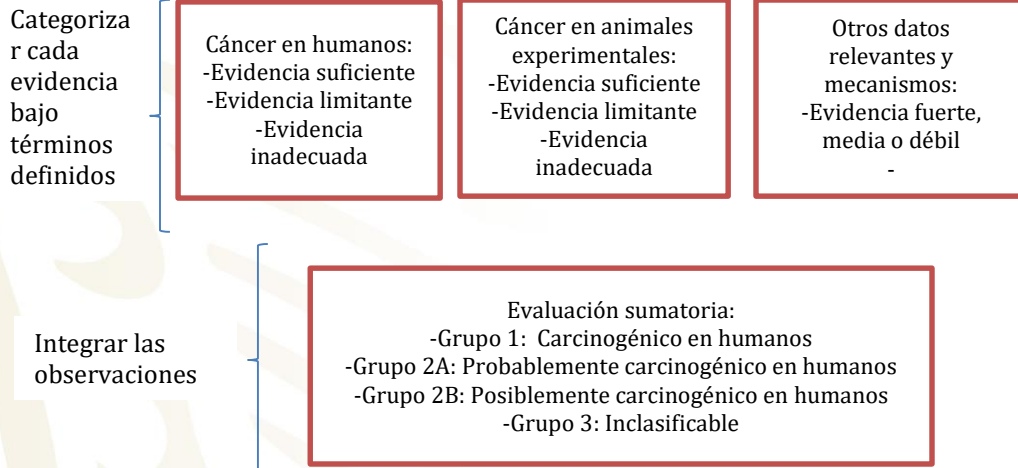 Categoriza
r cada
evidencia
bajo
términos
definidos
Cáncer en humanos:
-Evidencia suficiente
-Evidencia limitante
-Evidencia
inadecuada
Cáncer en animales
experimentales:
-Evidencia suficiente
-Evidencia limitante
-Evidencia
inadecuada
Otros datos
relevantes y
mecanismos:
-Evidencia fuerte,
media o débil
-
Integrar las
observaciones
Evaluación sumatoria:
-Grupo 1: Carcinogénico en humanos
-Grupo 2A: Probablemente carcinogénico en humanos
-Grupo 2B: Posiblemente carcinogénico en humanos
-Grupo 3: Inclasificable